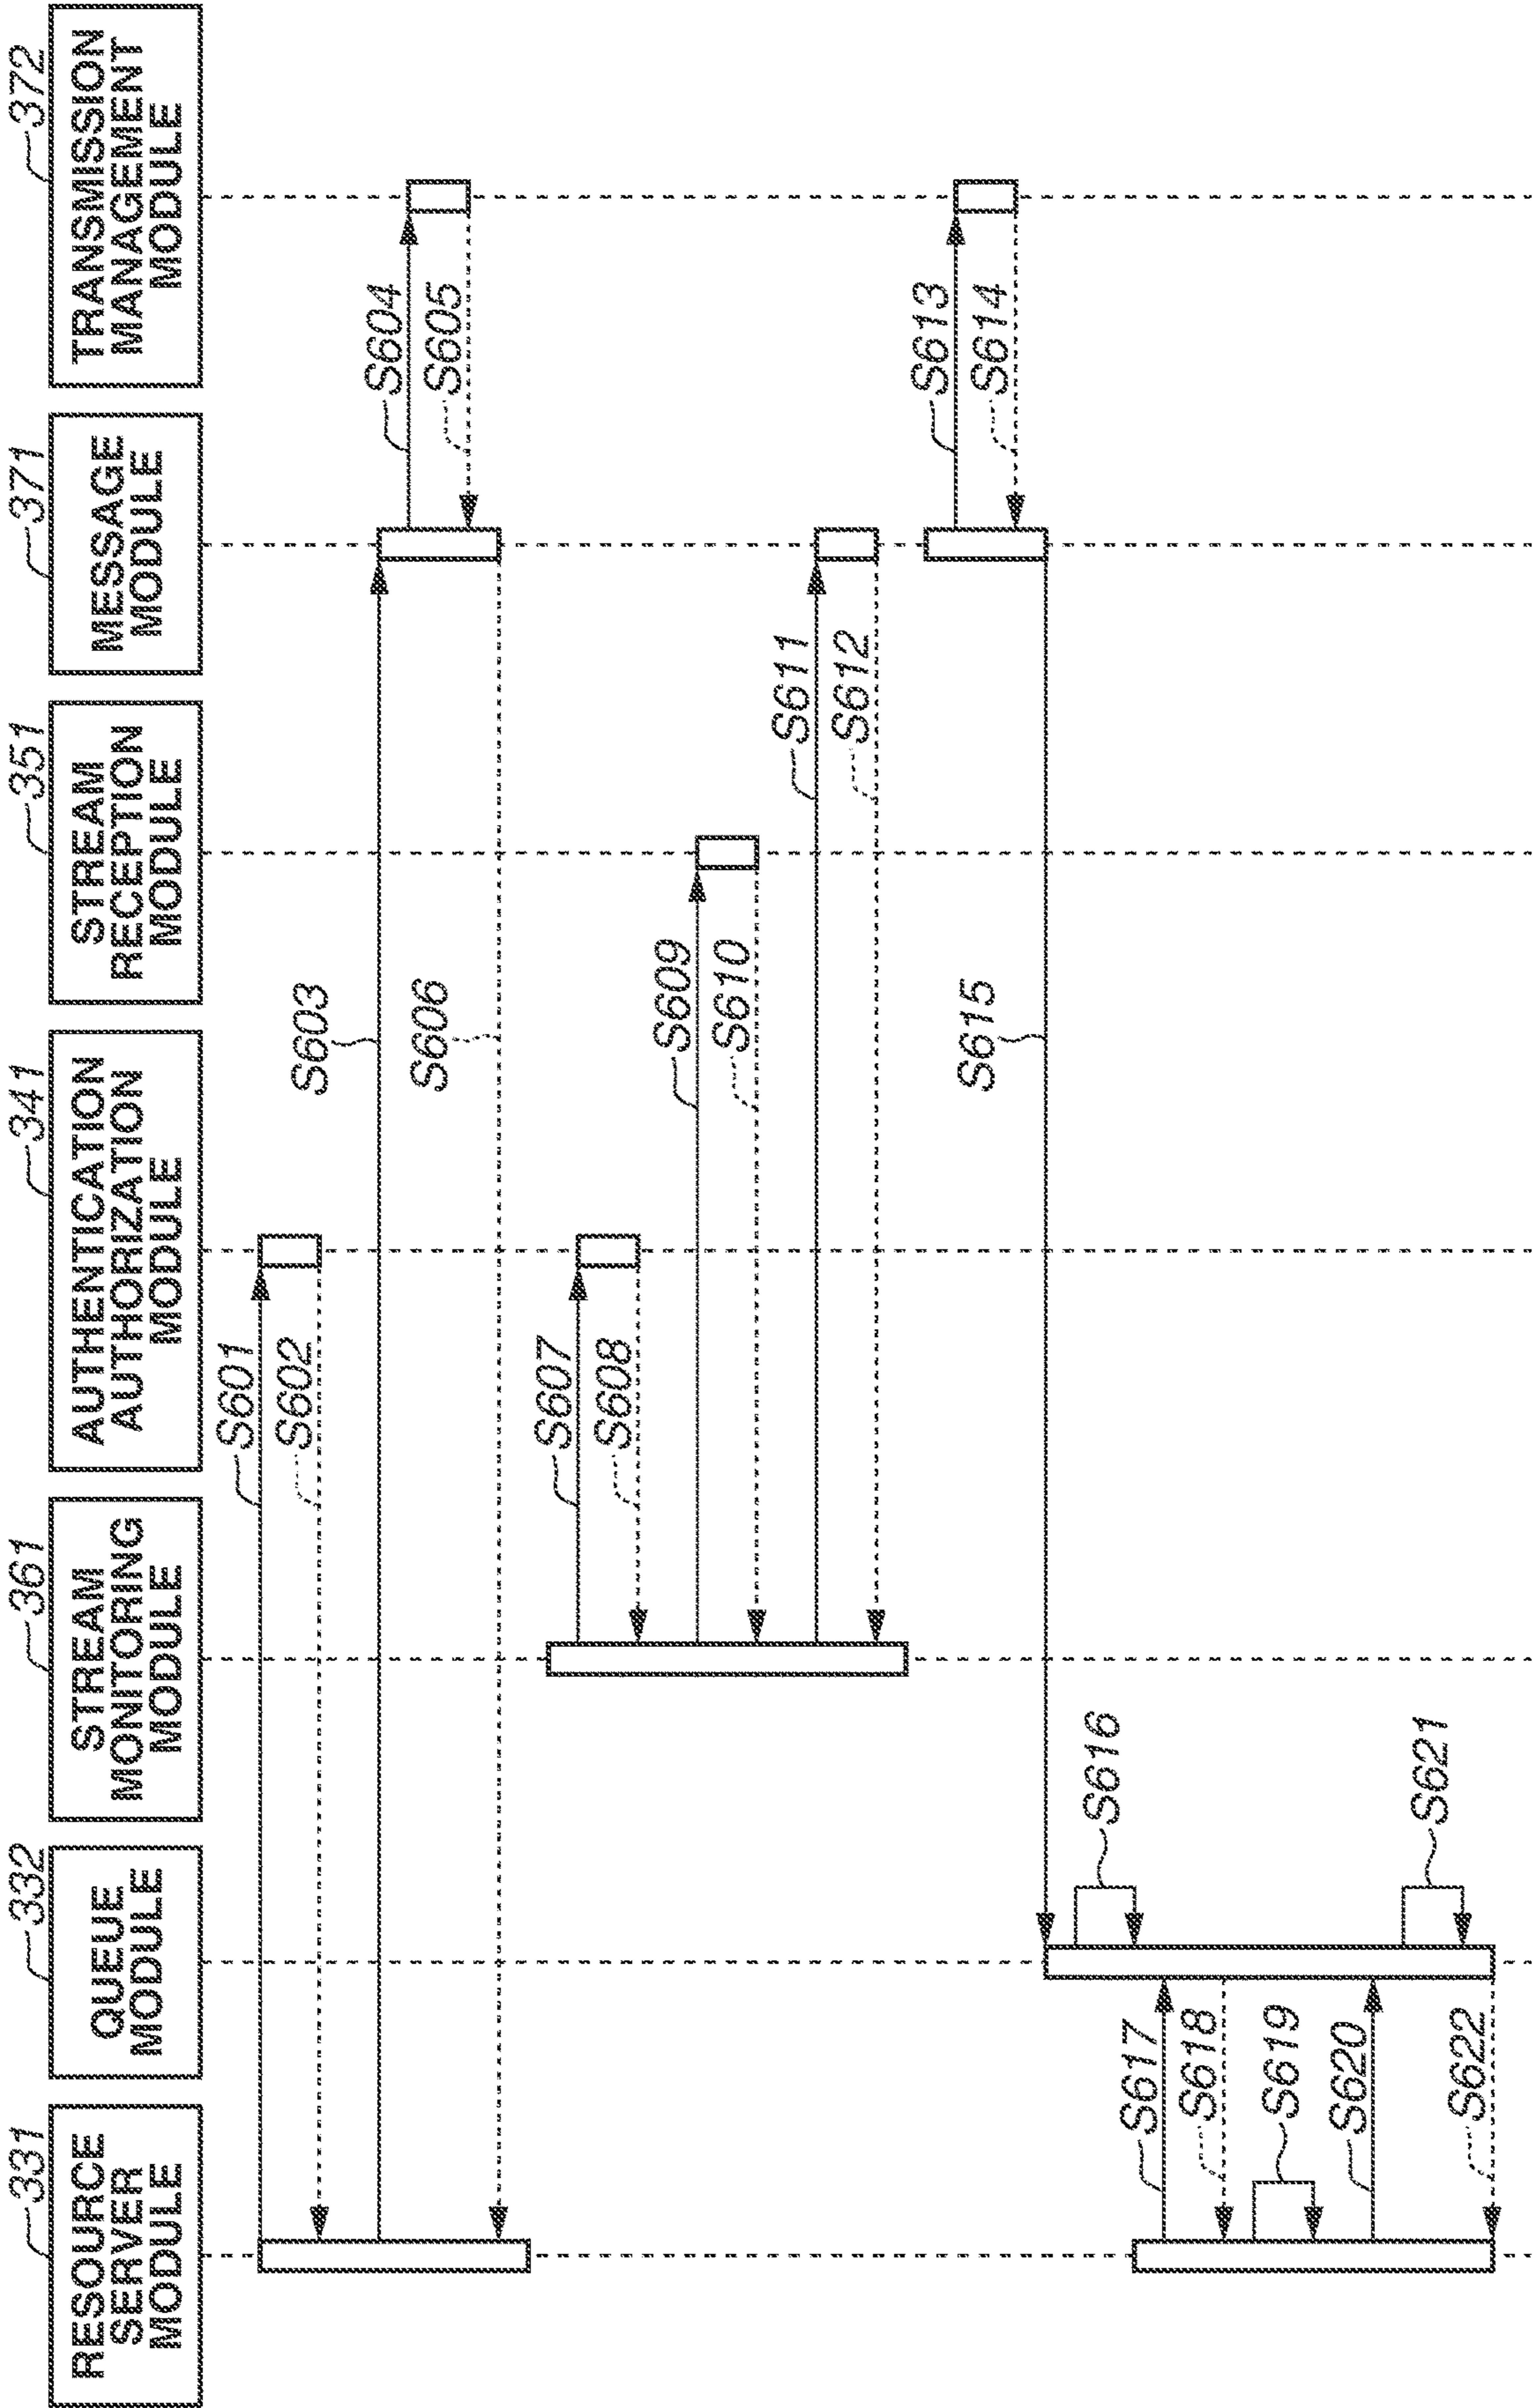 331
RESOURCE
SERVER
MODULE
332
QUEUE
MODULE
361
STREAM
MONITORING
MODULE
341
AUTHENTICATION
AUTHORIZATION
MODULE
351
STREAM
RECEPTION
MODULE
371
MESSAGE
MODULE
372
TRANSMISSION
MANAGEMENT
MODULE
S601
S602
S603
S604
S605
S606
S607
S608
S609
S610
S611
S612
S613
S614
S615
S616
S617
S618
S619
S620
S621
S622